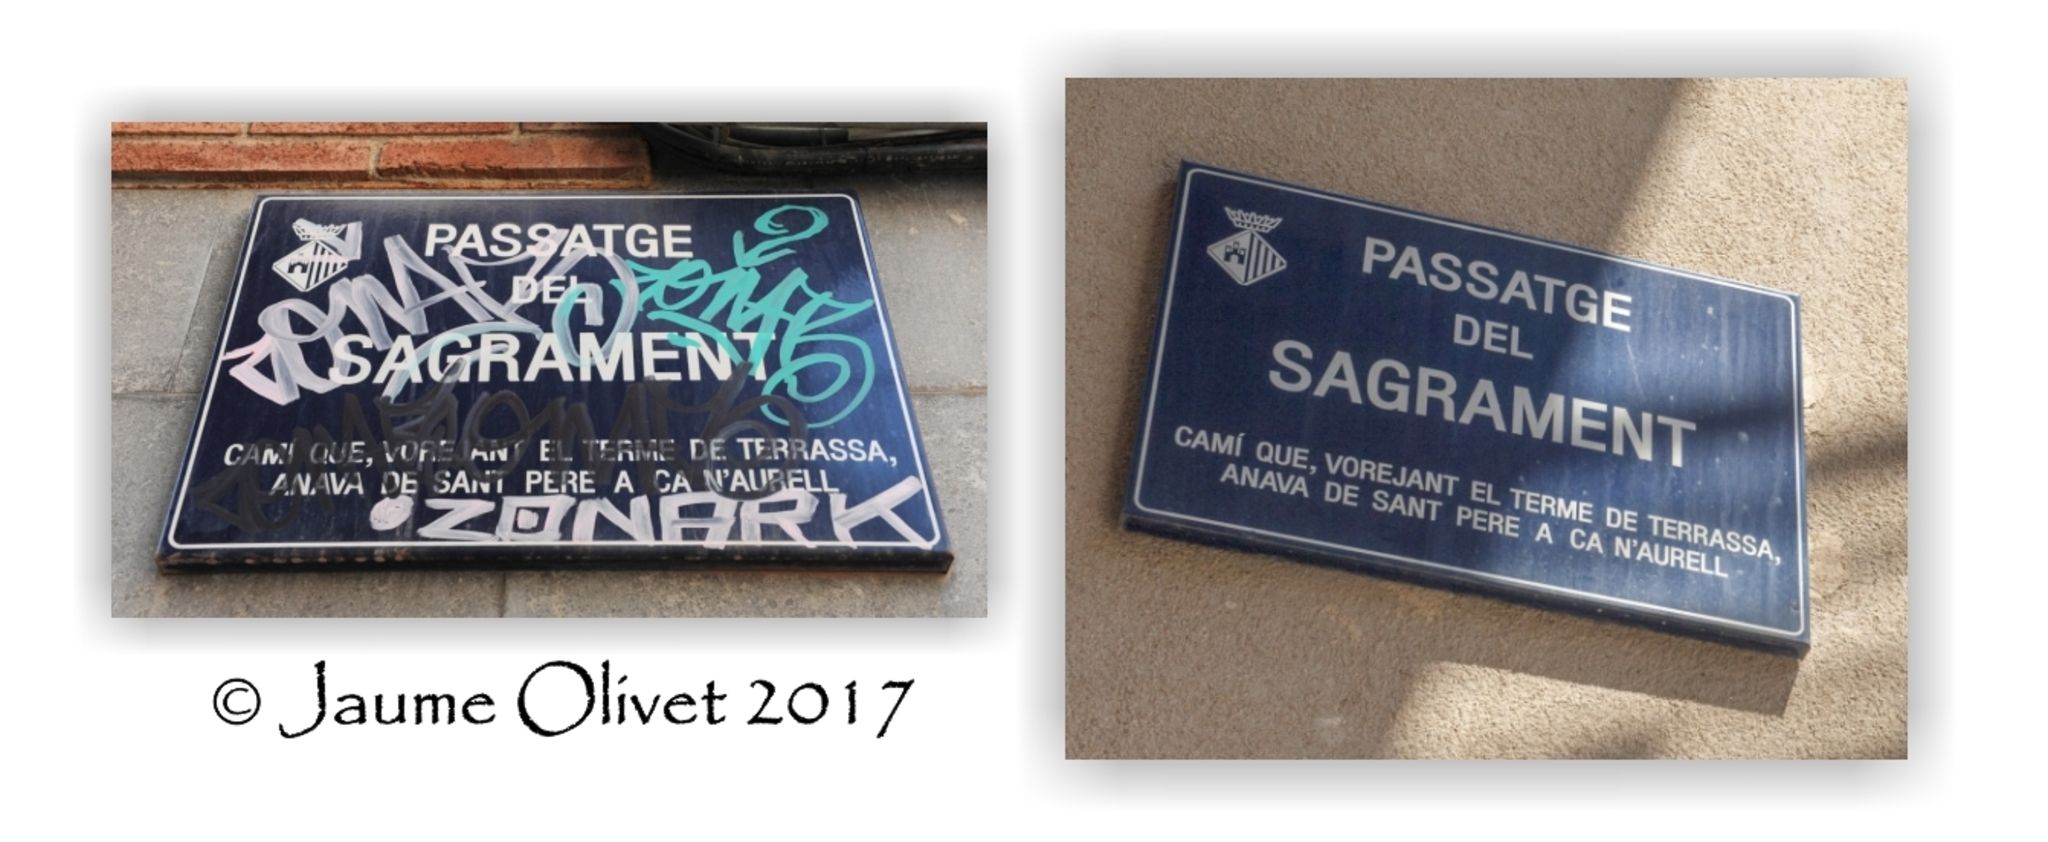 PASSATGE
DEL
SAGRAMENT
CAMÍ QUE, VOREJANT EL TERME DE TERRASSA,
ANAVA DE SANT PERE A CA N'AURELL
ZONARK
© Jaume Olivet 2017
PASSATGE
DEL
SAGRAMENT
CAMÍ QUE, VOREJANT EL TERME DE TERRASSA,
ANAVA DE SANT PERE A CA N'AURELL